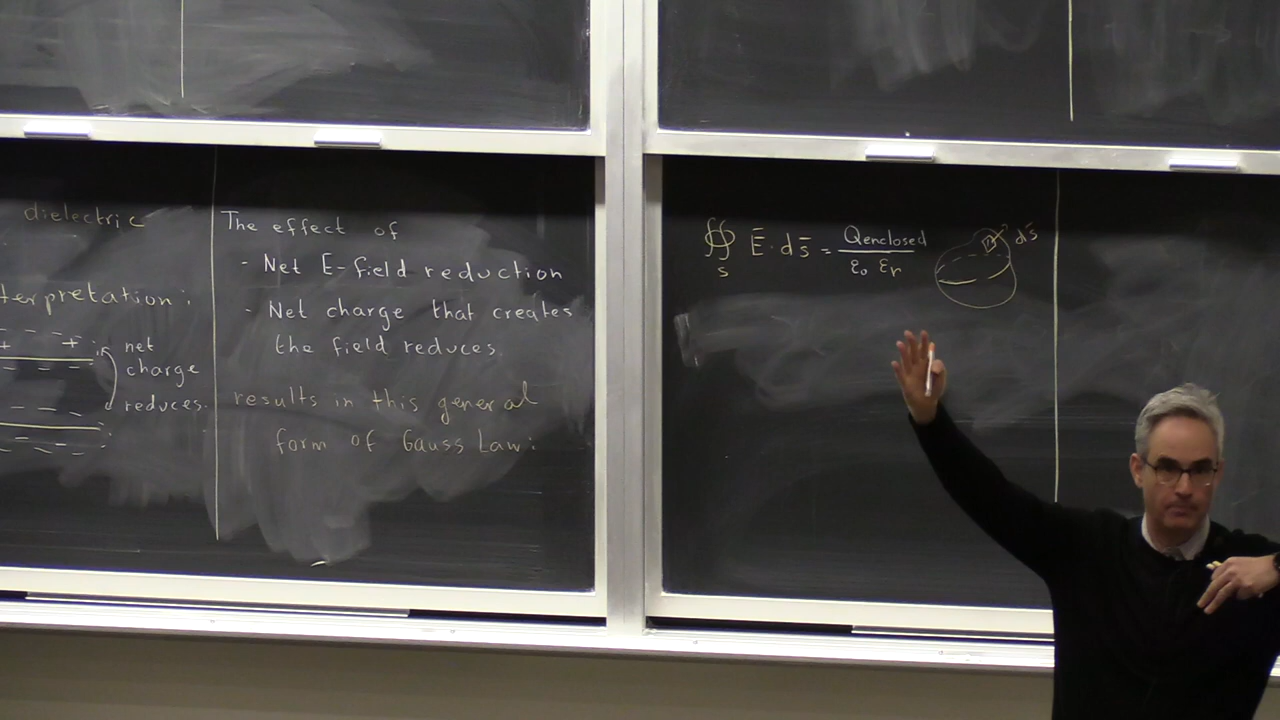 dielectric
terpretation:
net
charge
reduces.
The effect of
- Net E-field reduction
- Net charge that creates
the field reduces.
results in this general
form of Gauss Law:
∯ Ē · ds̄ = Qenclosed
S
ε₀ εr
ds̄